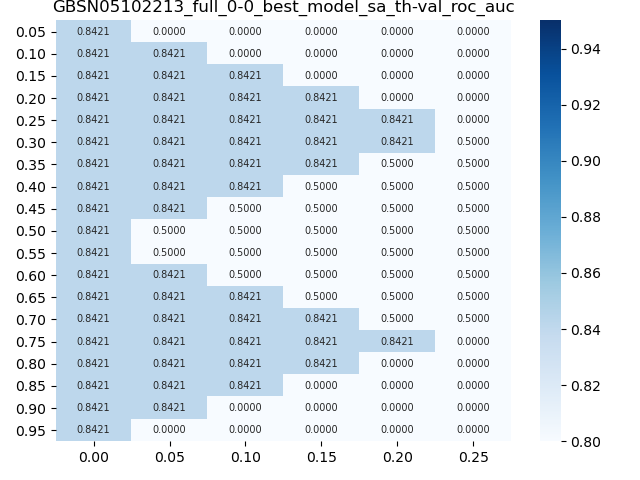 GBSN05102213_full_0-0_best_model_sa_th-val_roc_auc
0.05 0.8421 0.0000 0.0000 0.0000 0.0000 0.0000
0.10 0.8421 0.8421 0.0000 0.0000 0.0000 0.0000
0.15 0.8421 0.8421 0.8421 0.0000 0.0000 0.0000
0.20 0.8421 0.8421 0.8421 0.8421 0.0000 0.0000
0.25 0.8421 0.8421 0.8421 0.8421 0.8421 0.0000
0.30 0.8421 0.8421 0.8421 0.8421 0.8421 0.5000
0.35 0.8421 0.8421 0.8421 0.8421 0.5000 0.5000
0.40 0.8421 0.8421 0.8421 0.5000 0.5000 0.5000
0.45 0.8421 0.8421 0.5000 0.5000 0.5000 0.5000
0.50 0.8421 0.5000 0.5000 0.5000 0.5000 0.5000
0.55 0.8421 0.5000 0.5000 0.5000 0.5000 0.5000
0.60 0.8421 0.8421 0.5000 0.5000 0.5000 0.5000
0.65 0.8421 0.8421 0.8421 0.5000 0.5000 0.5000
0.70 0.8421 0.8421 0.8421 0.8421 0.5000 0.5000
0.75 0.8421 0.8421 0.8421 0.8421 0.8421 0.0000
0.80 0.8421 0.8421 0.8421 0.8421 0.0000 0.0000
0.85 0.8421 0.8421 0.8421 0.0000 0.0000 0.0000
0.90 0.8421 0.8421 0.0000 0.0000 0.0000 0.0000
0.95 0.8421 0.0000 0.0000 0.0000 0.0000 0.0000
0.00 0.05 0.10 0.15 0.20 0.25
0.94
0.92
0.90
0.88
0.86
0.84
0.82
0.80